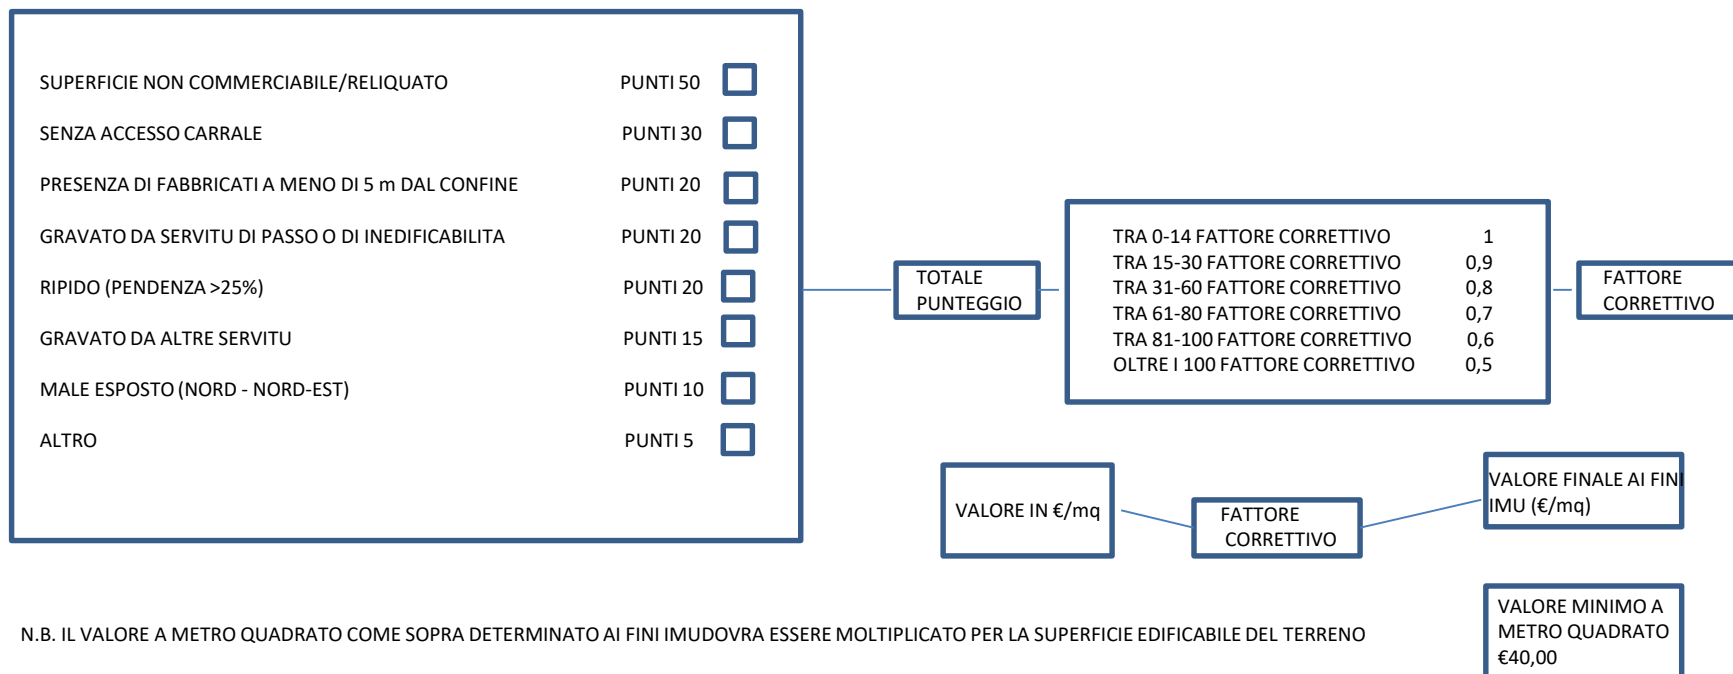 SUPERFICIE NON COMMERCIABILE/RELIQUATO PUNTI 50
SENZA ACCESSO CARRALE PUNTI 30
PRESENZA DI FABBRICATI A MENO DI 5 m DAL CONFINE PUNTI 20
GRAVATO DA SERVITU DI PASSO O DI INEDIFICABILITA PUNTI 20
RIPIDO (PENDENZA >25%) PUNTI 20
GRAVATO DA ALTRE SERVITU PUNTI 15
MALE ESPOSTO (NORD - NORD-EST) PUNTI 10
ALTRO PUNTI 5
TOTALE
PUNTEGGIO
TRA 0-14 FATTORE CORRETTIVO 1
TRA 15-30 FATTORE CORRETTIVO 0,9
TRA 31-60 FATTORE CORRETTIVO 0,8
TRA 61-80 FATTORE CORRETTIVO 0,7
TRA 81-100 FATTORE CORRETTIVO 0,6
OLTRE I 100 FATTORE CORRETTIVO 0,5
FATTORE
CORRETTIVO
VALORE IN €/mq
FATTORE
CORRETTIVO
VALORE FINALE AI FINI
IMU (€/mq)
VALORE MINIMO A
METRO QUADRATO
€40,00
N.B. IL VALORE A METRO QUADRATO COME SOPRA DETERMINATO AI FINI IMUDOVRA ESSERE MOLTIPLICATO PER LA SUPERFICIE EDIFICABILE DEL TERRENO